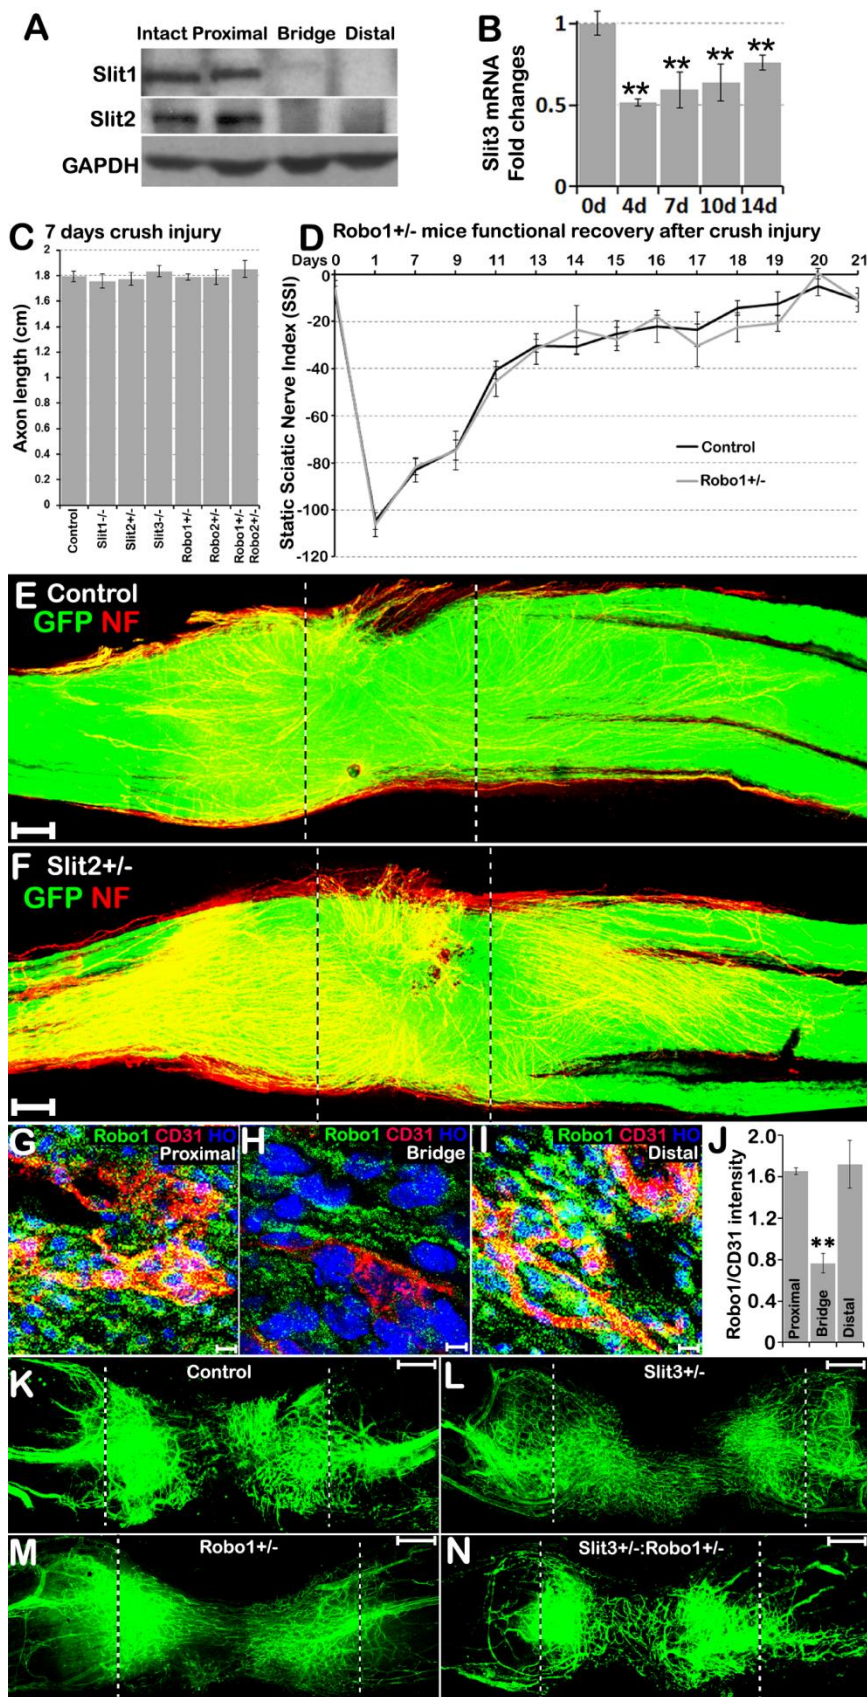 A
Intact Proximal Bridge Distal
Slit1
Slit2
GAPDH
B
Slit3 mRNA
Fold changes
1
0.5
0
0d 4d 7d 10d 14d
** ** ** **
C 7 days crush injury
Axon length (cm)
2
1.8
1.6
1.4
1.2
1
0.8
0.6
0.4
0.2
0
Control
Slit1-/-
Slit2+/-
Slit3-/-
Robo1+/-
Robo2+/-
Robo1+/-
Robo2+/-
D Robo1+/- mice functional recovery after crush injury
Days 0 1 7 9 11 13 14 15 16 17 18 19 20 21
Static Sciatic Nerve Index (SSI)
0
-20
-40
-60
-80
-100
-120
Control
Robo1+/-
E Control
GFP NF
F Slit2+/-
GFP NF
G Robo1 CD31 HO
Proximal
H Robo1 CD31 HO
Bridge
I Robo1 CD31 HO
Distal
J
Robo1/CD31 intensity
2.0
1.6
1.2
0.8
0.4
0
**
Proximal
Bridge
Distal
K Control
L Slit3+/-
M Robo1+/-
N Slit3+/-:Robo1+/-